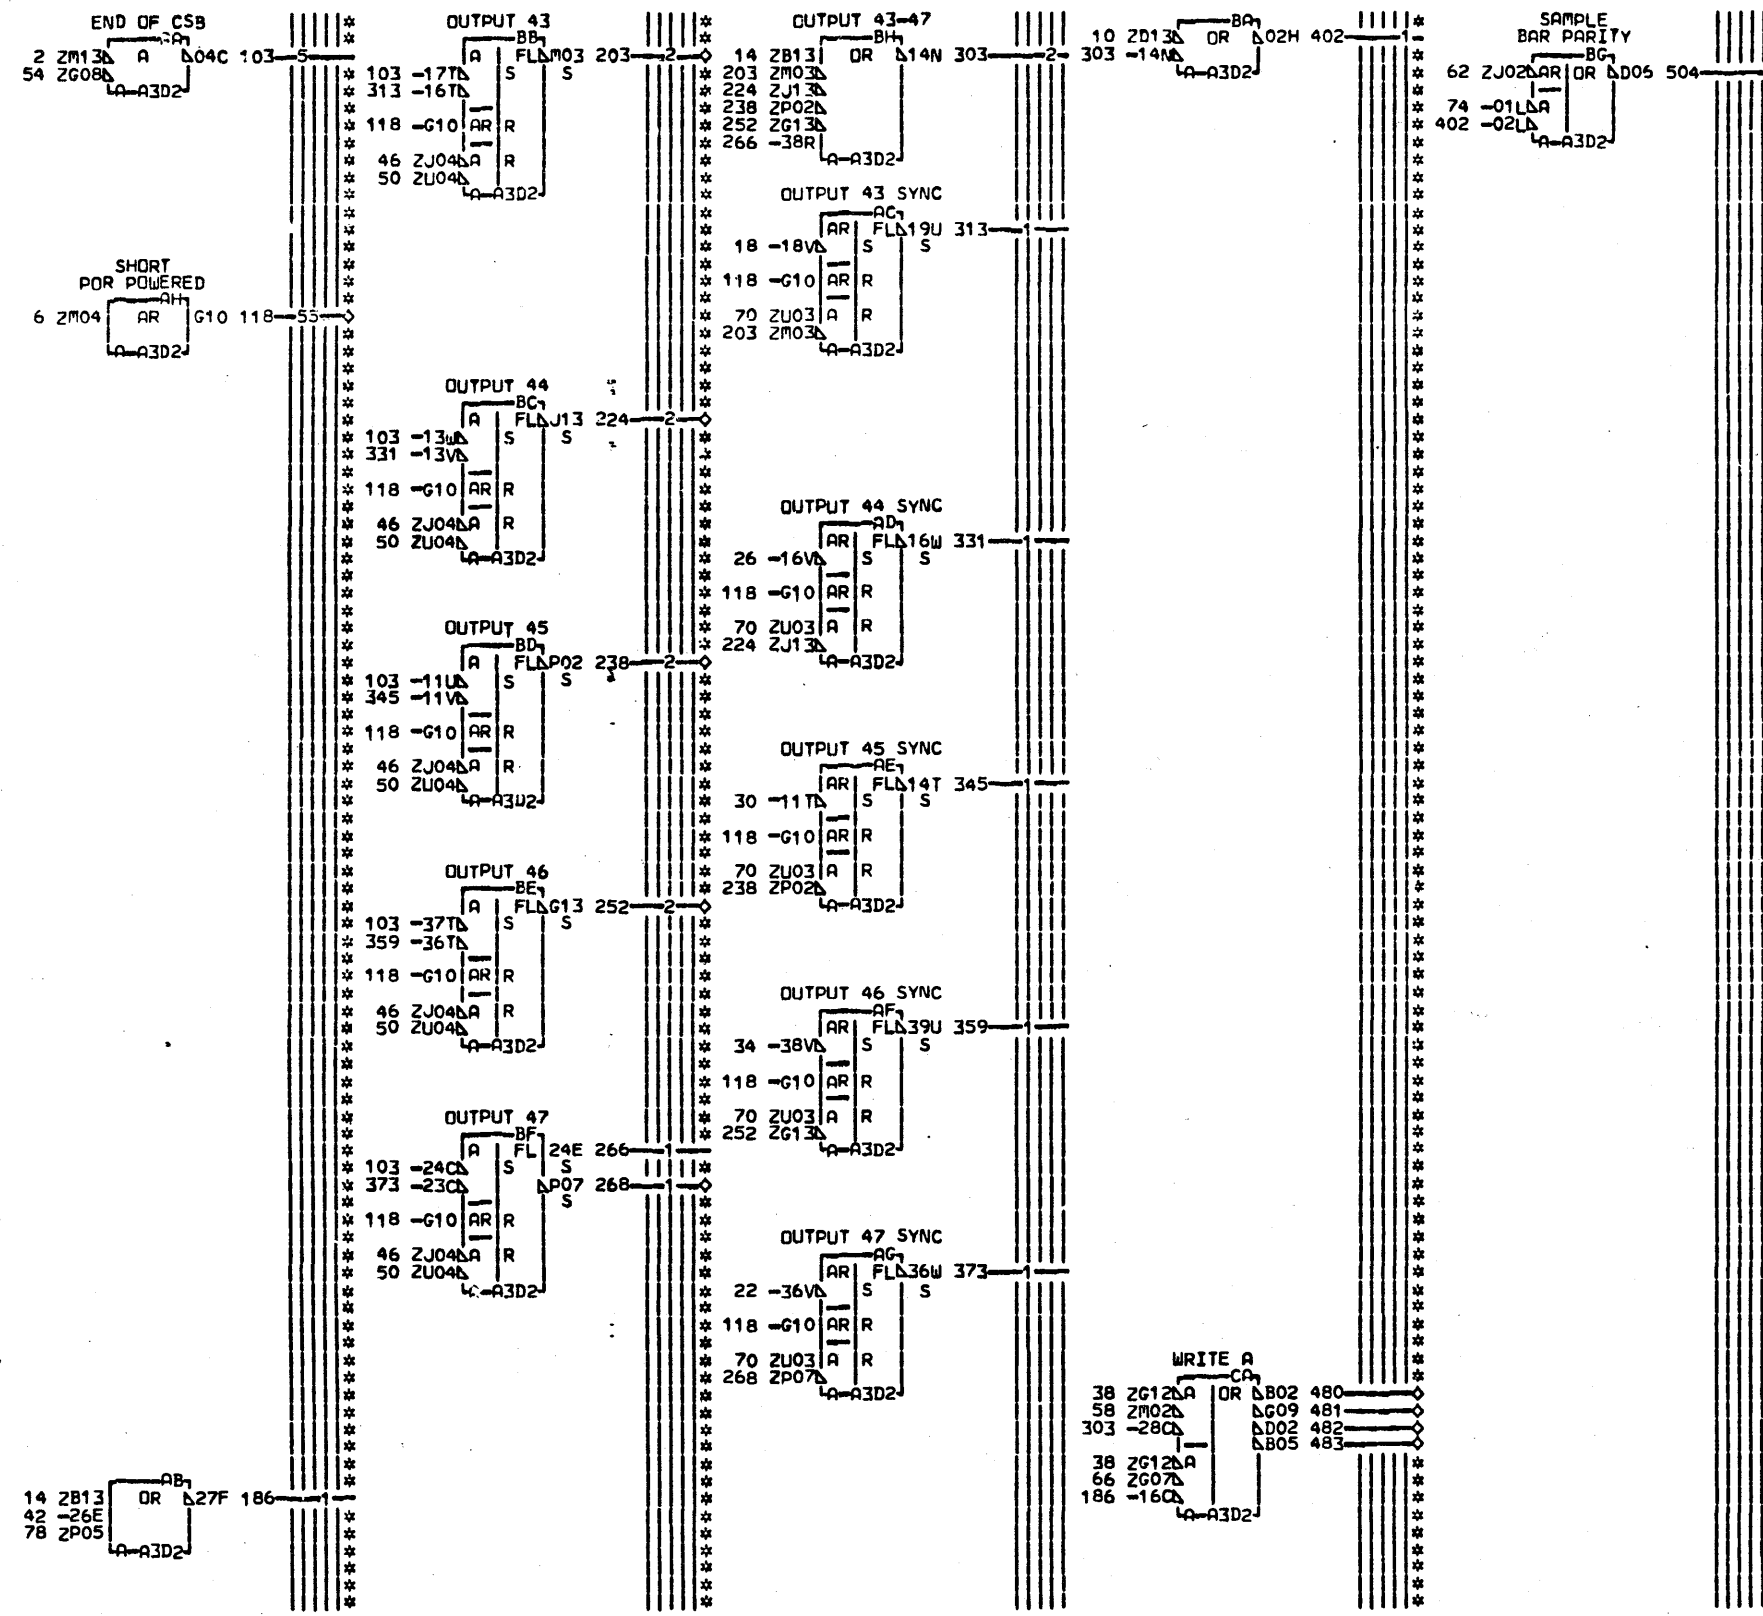 END OF CSB
2 ZM13 A 04C 103 5
54 ZG08
A-A3D2
SHORT
POR POWERED
AH
6 ZM04 AR G10 118
A-A3D2
AB
14 ZB13 OR 27F 186 1
42 -26E
78 ZP05
A-A3D2
OUTPUT 43
BB
A FL M03 203 2
103 -17T S S
313 -16T
118 -G10 AR R
46 ZJ04 A R
50 ZU04
A-A3D2
OUTPUT 44
BC
A FL J13 224 2
103 -13W S S
331 -13V
118 -G10 AR R
46 ZJ04 A R
50 ZU04
A-A3D2
OUTPUT 45
BD
A FL P02 238 2
103 -11U S S
345 -11V
118 -G10 AR R
46 ZJ04 A R
50 ZU04
A-A3D2
OUTPUT 46
BE
A FL G13 252 2
103 -37T S S
359 -36T
118 -G10 AR R
46 ZJ04 A R
50 ZU04
A-A3D2
OUTPUT 47
BF
A FL 24E 266 1
103 -24C S S
373 -23C P07 268 1
S
118 -G10 AR R
46 ZJ04 A R
50 ZU04
A-A3D2
OUTPUT 43-47
BH
14 ZB13 OR 14N 303 2
203 ZM03
224 ZJ13
238 ZP02
252 ZG13
266 -38R
A-A3D2
OUTPUT 43 SYNC
AC
AR FL 19U 313 1
18 -18V S S
118 -G10 AR R
70 ZU03 A R
203 ZM03
A-A3D2
OUTPUT 44 SYNC
AD
AR FL 16W 331 1
26 -16V S S
118 -G10 AR R
70 ZU03 A R
224 ZJ13
A-A3D2
OUTPUT 45 SYNC
AE
AR FL 14T 345 1
30 -11T S S
118 -G10 AR R
70 ZU03 A R
238 ZP02
A-A3D2
OUTPUT 46 SYNC
AF
AR FL 39U 359 1
34 -38V S S
118 -G10 AR R
70 ZU03 A R
252 ZG13
A-A3D2
OUTPUT 47 SYNC
AG
AR FL 36W 373 1
22 -36V S S
118 -G10 AR R
70 ZU03 A R
268 ZP07
A-A3D2
BA
10 ZD13 OR 02H 402 1
303 -14N
A-A3D2
WRITE A
CA
38 ZG12 A OR B02 480
58 ZM02 G09 481
303 -28C D02 482
B05 483
38 ZG12 A
66 ZG07
186 -16C
A-A3D2
SAMPLE
BAR PARITY
BG
62 ZJ02 AR OR D05 504
74 -01L A
402 -02L
A-A3D2